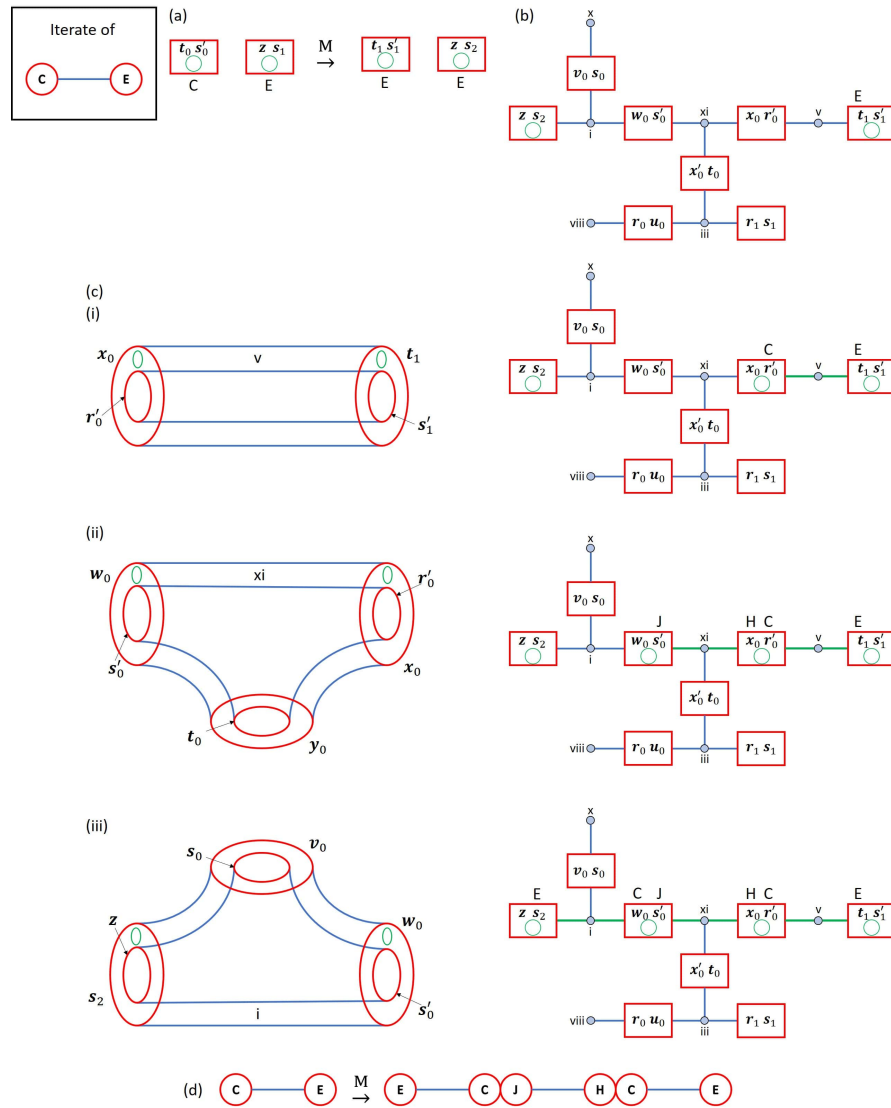 Iterate of
C E
(a)
t₀ s′₀ z s₁ M → t₁ s′₁ z s₂
C E E E
(b)
x
v₀ s₀
E
z s₂ i w₀ s′₀ xi x₀ r′₀ v t₁ s′₁
x′₀ t₀
viii r₀ u₀ iii r₁ s₁
(c)
(i)
x₀ v t₁
r′₀ s′₁
x
v₀ s₀
C E
z s₂ i w₀ s′₀ xi x₀ r′₀ v t₁ s′₁
x′₀ t₀
viii r₀ u₀ iii r₁ s₁
(ii)
w₀ xi r′₀
s′₀ x₀
t₀ y₀
x
v₀ s₀
J H C E
z s₂ i w₀ s′₀ xi x₀ r′₀ v t₁ s′₁
x′₀ t₀
viii r₀ u₀ iii r₁ s₁
(iii)
s₀ v₀
z w₀
s₂ i s′₀
x
v₀ s₀
E C J H C E
z s₂ i w₀ s′₀ xi x₀ r′₀ v t₁ s′₁
x′₀ t₀
viii r₀ u₀ iii r₁ s₁
(d) C E M → E C J H C E